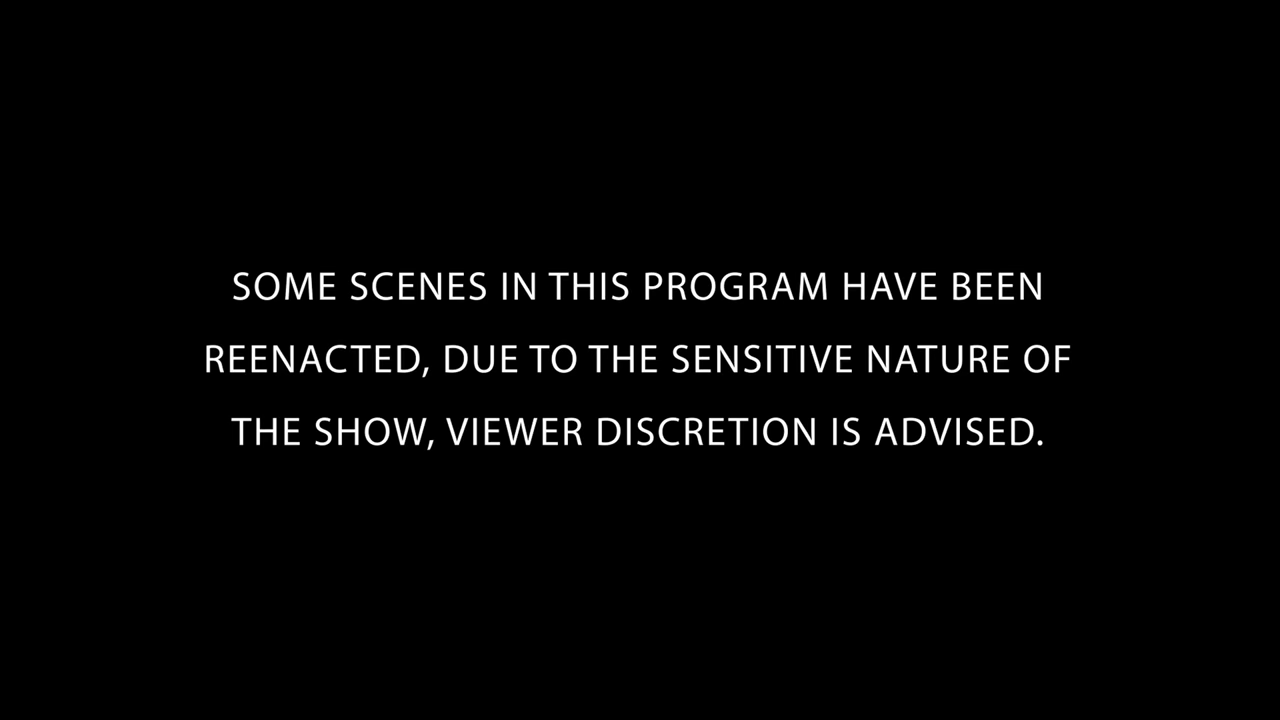 SOME SCENES IN THIS PROGRAM HAVE BEEN
REENACTED, DUE TO THE SENSITIVE NATURE OF
THE SHOW, VIEWER DISCRETION IS ADVISED.